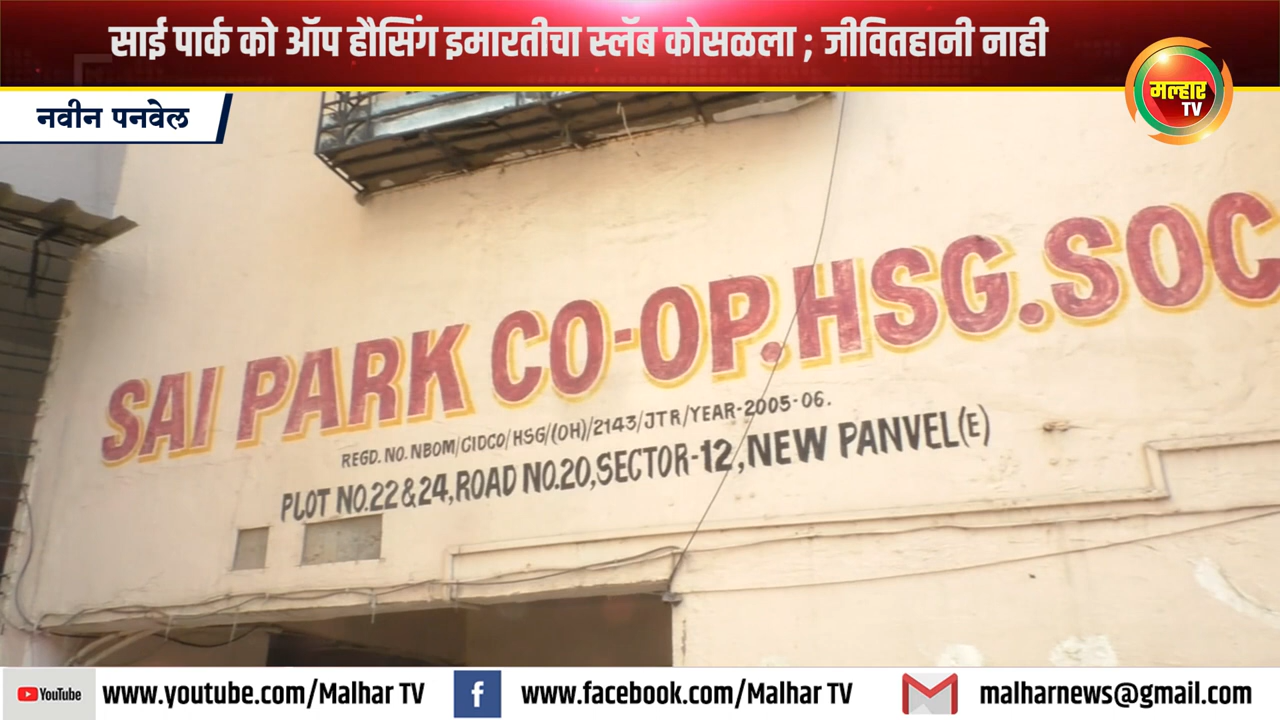 साई पार्क को ऑप हौसिंग इमारतीचा स्लॅब कोसळला ; जीवितहानी नाही
मल्हार
TV
नवीन पनवेल
SAI PARK CO-OP.HSG.SOC
REGD. NO. NBOM/CIDCO/HSG/(OH)/2143/JTR/YEAR-2005-06.
PLOT NO.22&24,ROAD NO.20,SECTOR-12,NEW PANVEL(E)
YouTube www.youtube.com/Malhar TV www.facebook.com/Malhar TV malharnews@gmail.com